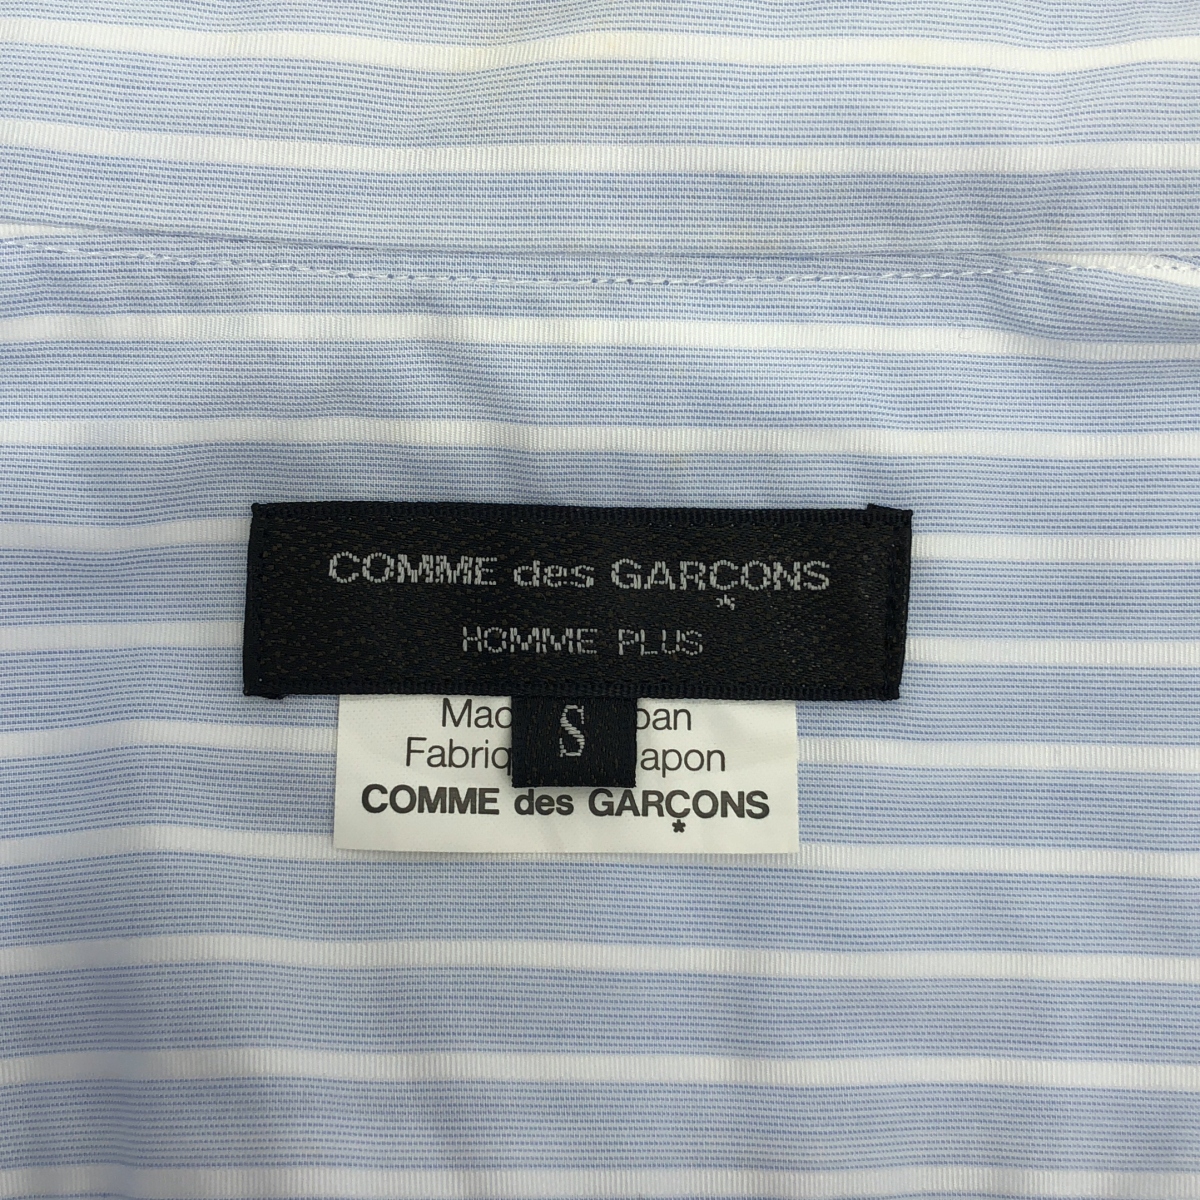 COMME des GARÇONS
HOMME PLUS
S
Mad pan
Fabriq apon
COMME des GARÇONS